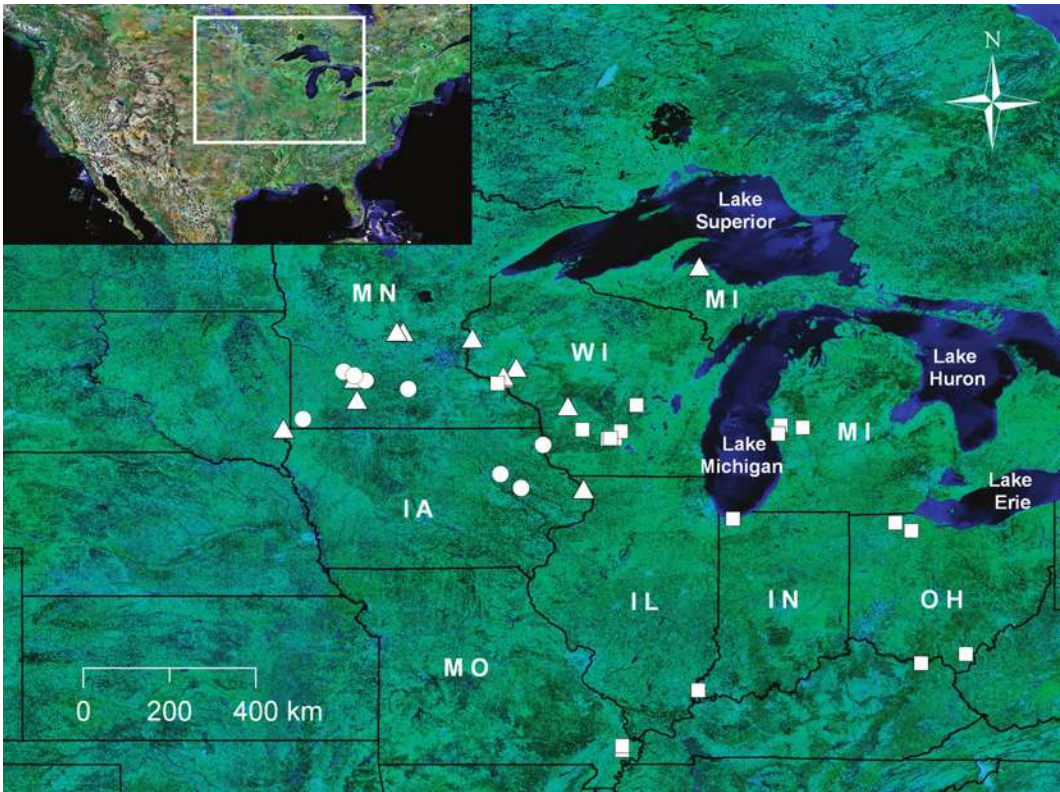 N
Lake
Superior
M N
M I
W I
Lake
Huron
Lake
Michigan
M I
Lake
Erie
I A
I L
I N
O H
M O
0 200 400 km